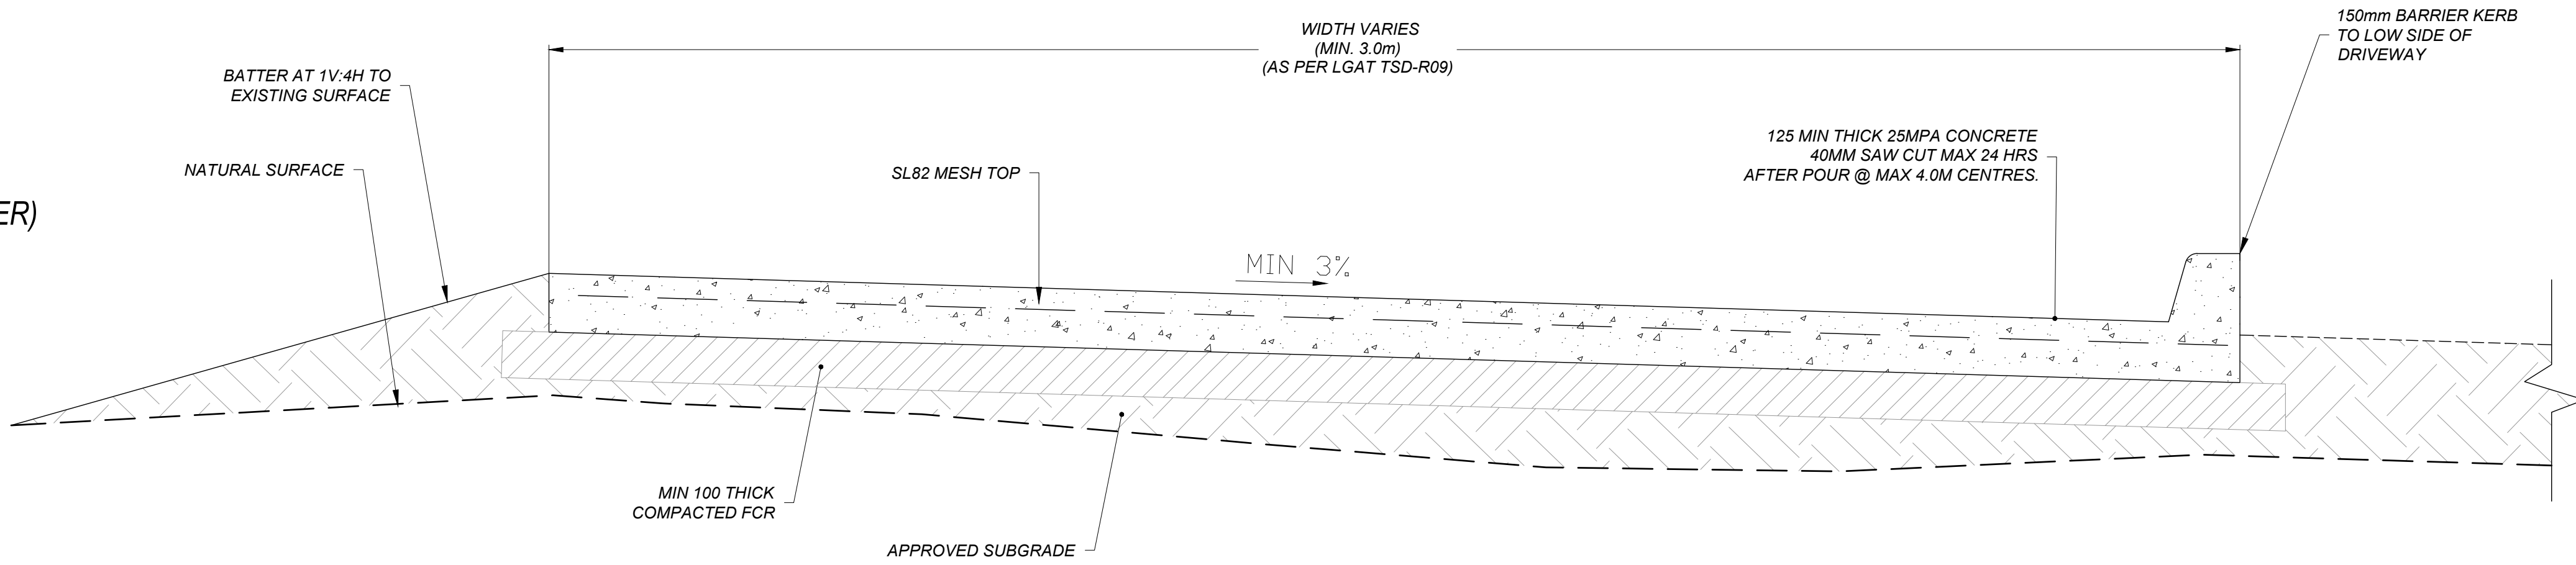 WIDTH VARIES
(MIN. 3.0m)
(AS PER LGAT TSD-R09)
150mm BARRIER KERB
TO LOW SIDE OF
DRIVEWAY
BATTER AT 1V:4H TO
EXISTING SURFACE
NATURAL SURFACE
SL82 MESH TOP
125 MIN THICK 25MPA CONCRETE
40MM SAW CUT MAX 24 HRS
AFTER POUR @ MAX 4.0M CENTRES.
ER)
MIN 3%
MIN 100 THICK
COMPACTED FCR
APPROVED SUBGRADE